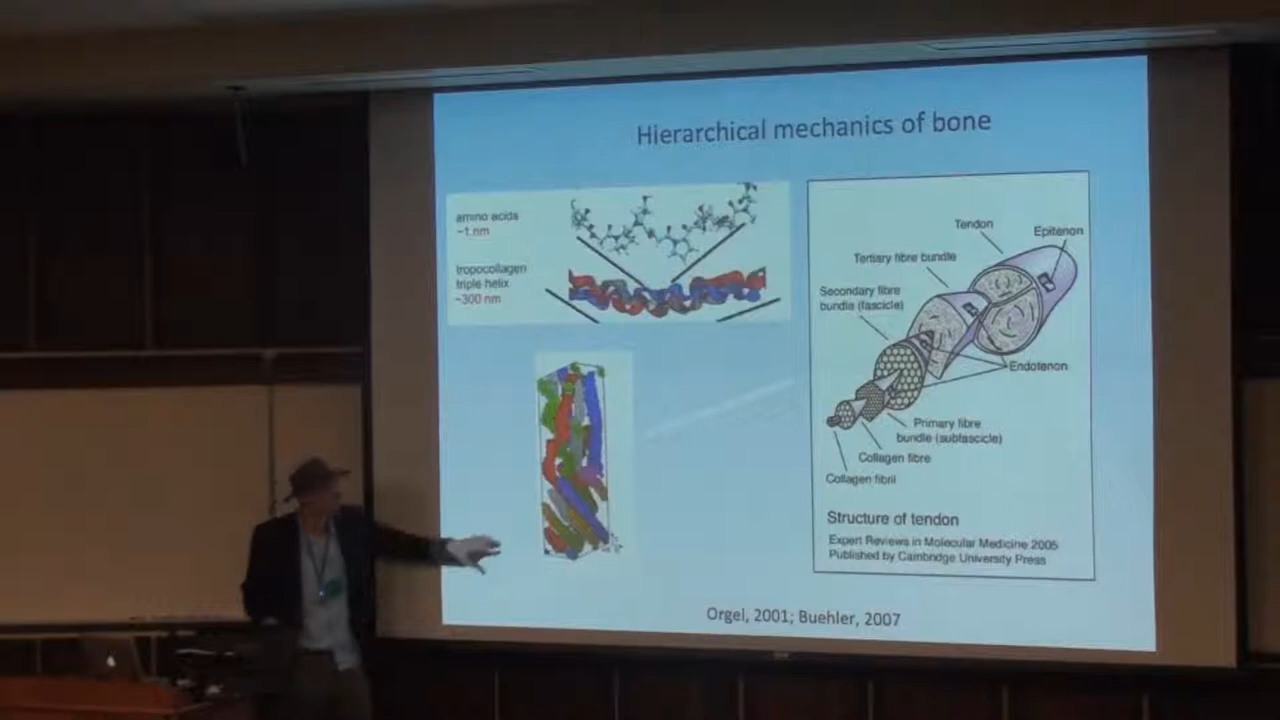 Hierarchical mechanics of bone
amino acids
~1 nm
tropocollagen
triple helix
~300 nm
Tendon
Epitenon
Tertiary fibre bundle
Secondary fibre
bundle (fascicle)
Endotenon
Primary fibre
bundle (subfascicle)
Collagen fibre
Collagen fibril
Structure of tendon
Expert Reviews in Molecular Medicine 2005
Published by Cambridge University Press
Orgel, 2001; Buehler, 2007